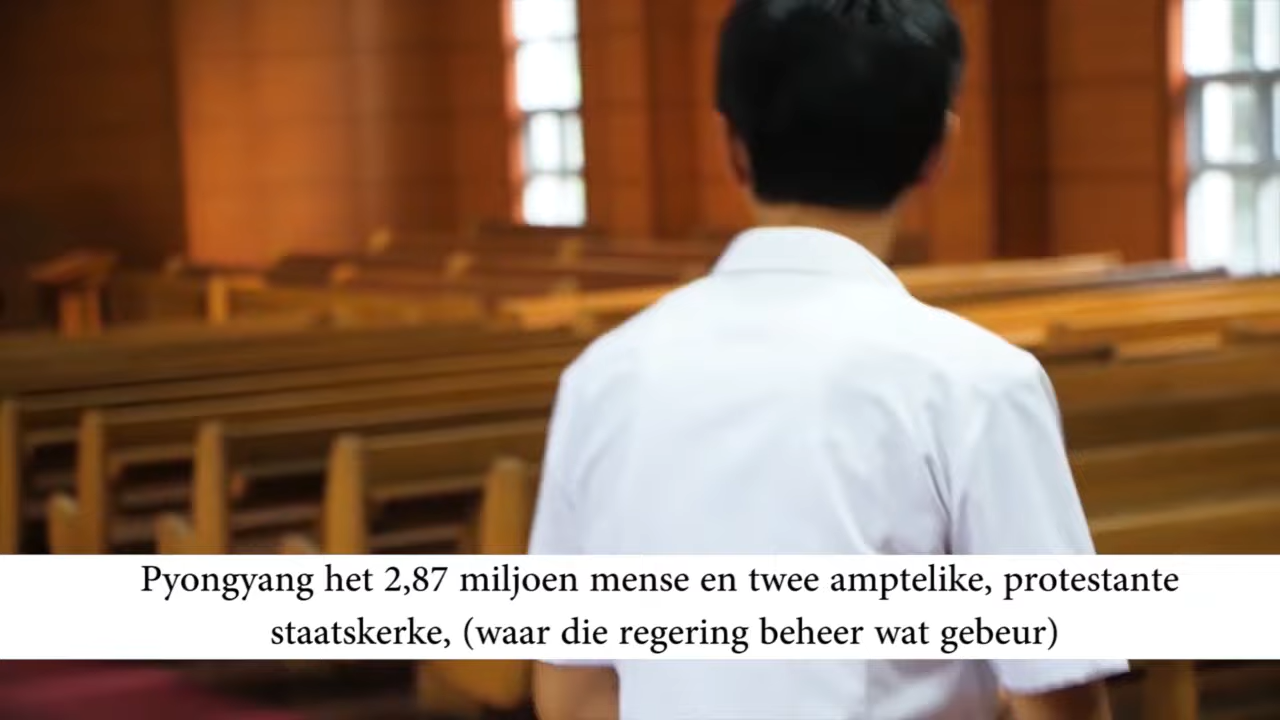 Pyongyang het 2,87 miljoen mense en twee amptelike, protestante
staatskerke, (waar die regering beheer wat gebeur)